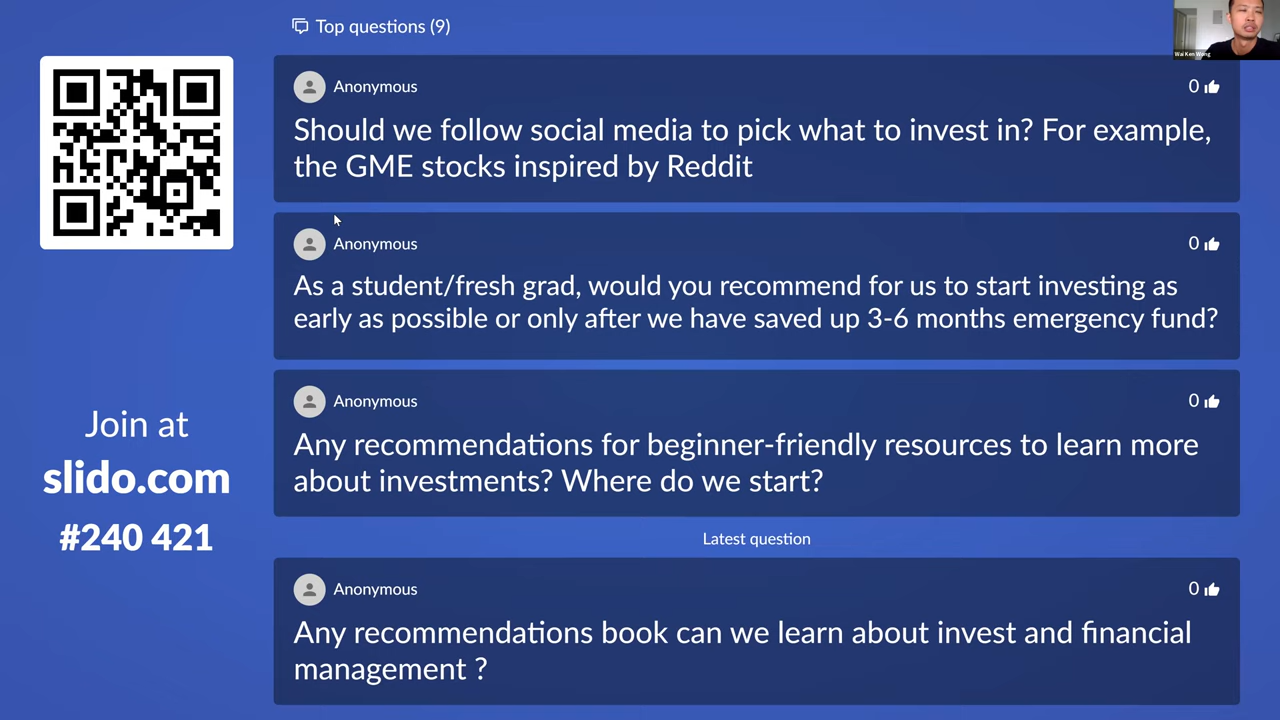 Top questions (9)
Wai Ken Wong
Anonymous
0
Should we follow social media to pick what to invest in? For example,
the GME stocks inspired by Reddit
Anonymous
0
As a student/fresh grad, would you recommend for us to start investing as
early as possible or only after we have saved up 3-6 months emergency fund?
Anonymous
0
Any recommendations for beginner-friendly resources to learn more
about investments? Where do we start?
Latest question
Anonymous
0
Any recommendations book can we learn about invest and financial
management ?
Join at
slido.com
#240 421